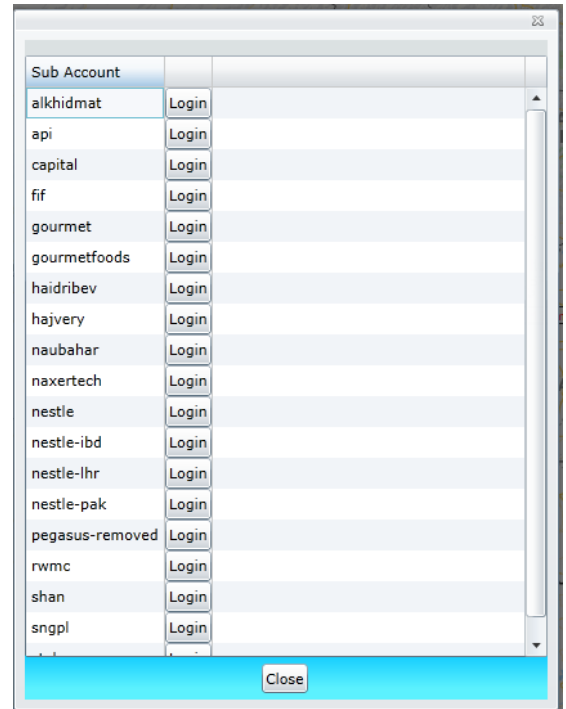 Sub Account
alkhidmat Login
api Login
capital Login
fif Login
gourmet Login
gourmetfoods Login
haidribev Login
hajvery Login
naubahar Login
naxertech Login
nestle Login
nestle-ibd Login
nestle-lhr Login
nestle-pak Login
pegasus-removed Login
rwmc Login
shan Login
sngpl Login
Close